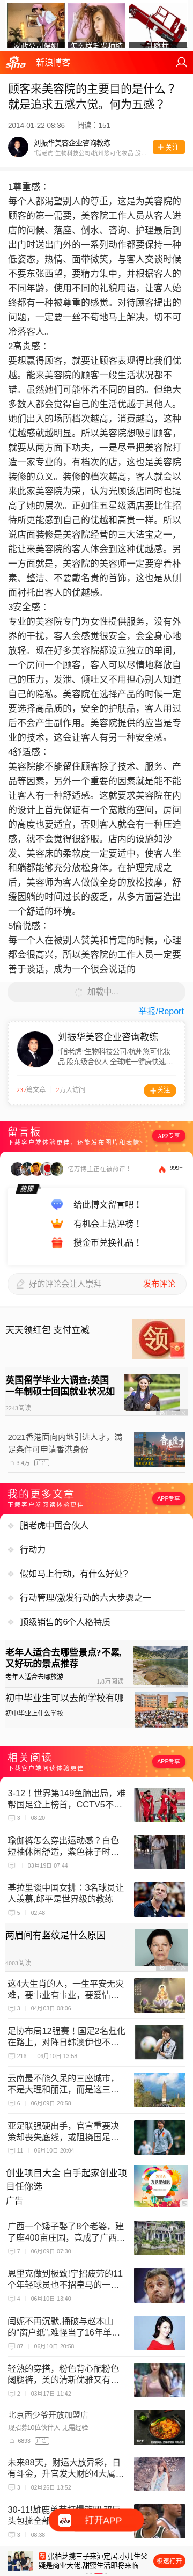 家政公司保姆
怎么样丢发种植
升降柱
sina 新浪博客
顾客来美容院的主要目的是什么？
就是追求五感六觉。何为五感？
2014-01-22 08:36 阅读：151
刘振华美容企业咨询教练
关注
1尊重感：
每个人都渴望别人的尊重，这是为美容院的
顾客的第一需要，美容院工作人员从客人进
店的问候、落座、倒水、咨询、护理最后到
出门时送出门外的一系列动作都要保持一种
低姿态，热情、面带微笑，与客人交谈时候
不要东张西望，要精力集中，并根据客人的
不同年龄，使用不同的礼貌用语，让客人始
终都有一种被尊重的感觉。对待顾客提出的
问题，一定要一丝不苟地马上解决，切不可
冷落客人。
2高贵感：
要想赢得顾客，就要让顾客表现得比我们优
越。能来美容院的顾客一般生活状况都不
错。虽然她们可能怀着不同的目的。但绝大
多数人都会觉得自己的生活优越于其他人。
她们出入的场所档次越高，消费越高，这种
优越感就越明显。所以美容院想吸引顾客，
就要从两方面下功夫，一是尽量把美容院打
造一家专业的，有档次的店，这也是美容院
装修的意义。装修的档次越高，客人就会以
来此家美容院为荣，认为光顾该店同时也提
高了她的层次。正如住五星级酒店要比住招
待所更能感到自己的优越和高贵一样。所以
说店面装修是美容院经营的三大法宝之一，
能让来美容院的客人体会到这种优越感。一
方面就是，美容院的美容师一定要穿着朴
素、整洁、不要戴名贵的首饰，这也是从侧
面衬托出客人的优越感。
3安全感：
专业的美容院专门为女性提供服务，没有外
界的干扰，客人会感觉很安全，会全身心地
放轻。现在好多美容院都设立独立的单间，
一个房间一个顾客，客人可以尽情地释放自
己的压力，发泄、倾吐又不用担心别人知道
自己的隐私。美容院在选择产品的时候一定
要选择高品质的，安全的护肤品，客人用过
后不会产生副作用。美容院同样提倡的是专
业的技术，这会让客人有另一种安全感。
4舒适感：
美容院能不能留住顾客除了技术、服务、产
品等因素，另外一个重要的因素就是能不能
让客人有一种舒适感。这就要求美容院在内
的设计上首先保证有一个宽敞的空间，房间
的高度也要适宜，否则客人就会有一种压迫
感，就不会觉得很舒服。店内的设施如沙
发、美容床的柔软度一定要适中，使客人坐
和躺都能够充分放松身体。在护理完成之
后，美容师为客人做做全身的放松按摩，舒
缓因躺的时间过长的疲乏，从多方面营造出
一个舒适的环境。
5愉悦感：
每一个人在被别人赞美和肯定的时候，心理
都会很高兴，所以美容院的工作人员一定要
善于谈话，成为一个很会说话的
加载中...
举报/Report
刘振华美容企业咨询教练
237篇文章 2万人访问
关注
留言板
下载客户端体验更佳，还能发布图片和表情~
APP专享
亿万博主正在被热评！
999+
热评
给此博文留言吧！
有机会上热评榜！
攒金币兑换礼品！
好的评论会让人崇拜
发布评论
天天领红包 支付立减
英国留学毕业大调查:英国
一年制硕士回国就业状况如
2243阅读
2021香港面向内地引进人才，满
足条件可申请香港身份
3.4万 广告
我的更多文章
下载客户端阅读体验更佳
APP专享
脂老虎中国合伙人
行动力
假如马上行动，有什么好处？
行动管理/激发行动的六大步骤之一
顶级销售的6个人格特质
老年人适合去哪些景点？不累，
又好玩的景点推荐
老年人适合去哪旅游
1.8万阅读
初中毕业生可以去的学校有哪
初中毕业上什么学校
相关阅读
下载客户端阅读体验更佳
APP专享
3-12！世界第149鱼腩出局，难
帮国足登上榜首，CCTV5不...
3 08:20
瑜伽裤怎么穿出运动感？白色
短袖休闲舒适，紫色袜子时...
03月19日 07:44
基拉里谈中国女排：3名球员让
人羡慕，郎平是世界级的教练
5 02:48
两眉间有竖纹是什么原因
4003阅读
这4大生肖的人，一生平安无灾
难，要事业有事业，要爱情...
3 04月03日 08:06
足协布局12强赛！国足2名归化
在路上，对阵日韩澳伊也不...
216 06月10日 13:58
云南最不能久呆的三座城市，
不是大理和丽江，而是这三...
6 06月09日 20:58
亚足联强硬出手，官宣重要决
策却丧失底线，或阻挠国足...
11 06月10日 20:04
创业项目大全 白手起家创业项
目任你选
广告
广西一个矮子娶了8个老婆，建
了座400亩庄园，竟成了广西...
7 06月09日 07:30
恩里克做到极致!宁招疲劳的11
个年轻球员也不招皇马的一...
4 06月10日 13:40
闫妮不再沉默,捅破与赵本山
的“窗户纸”,难怪当了16年单...
87 06月10日 20:58
轻熟的穿搭，粉色背心配粉色
阔腿裤，美的清新优雅又有...
2 03月17日 11:42
北京西少爷开放加盟店
现招募10位伙伴人 无需经验
6893 广告
未来88天，财运大放异彩，日
有斗金，升官发大财的4大属...
3 02月26日 13:52
3 08:38
打开APP
张柏芝携三子来沪定居，小儿生父
疑是商业大佬，甜蜜生活即将来临
极速打开